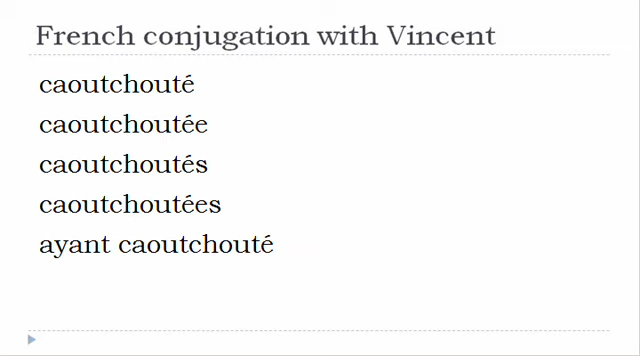 French conjugation with Vincent
caoutchouté
caoutchoutée
caoutchoutés
caoutchoutées
ayant caoutchouté